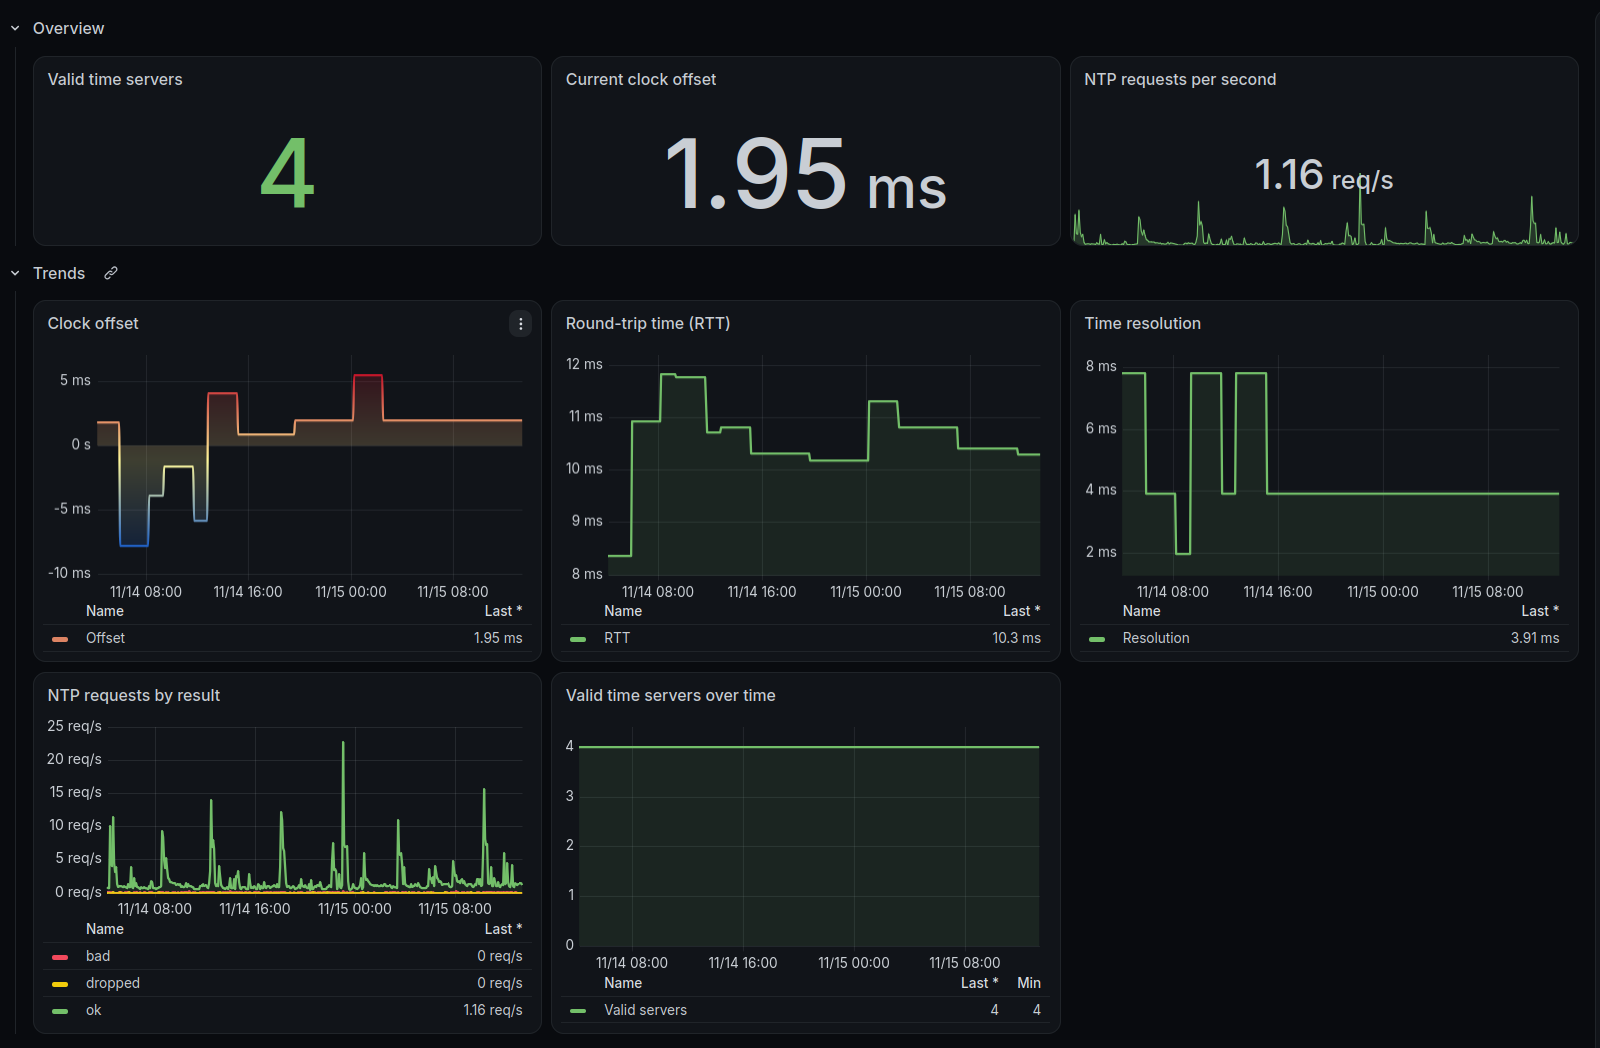 Overview
Valid time servers
4
Current clock offset
1.95 ms
NTP requests per second
1.16 req/s
Trends
Clock offset
5 ms
0 s
-5 ms
-10 ms
11/14 08:00 11/14 16:00 11/15 00:00 11/15 08:00
Name Last *
Offset 1.95 ms
Round-trip time (RTT)
12 ms
11 ms
10 ms
9 ms
8 ms
11/14 08:00 11/14 16:00 11/15 00:00 11/15 08:00
Name Last *
RTT 10.3 ms
Time resolution
8 ms
6 ms
4 ms
2 ms
11/14 08:00 11/14 16:00 11/15 00:00 11/15 08:00
Name Last *
Resolution 3.91 ms
NTP requests by result
25 req/s
20 req/s
15 req/s
10 req/s
5 req/s
0 req/s
11/14 08:00 11/14 16:00 11/15 00:00 11/15 08:00
Name Last *
bad 0 req/s
dropped 0 req/s
ok 1.16 req/s
Valid time servers over time
4
3
2
1
0
11/14 08:00 11/14 16:00 11/15 00:00 11/15 08:00
Name Last * Min
Valid servers 4 4